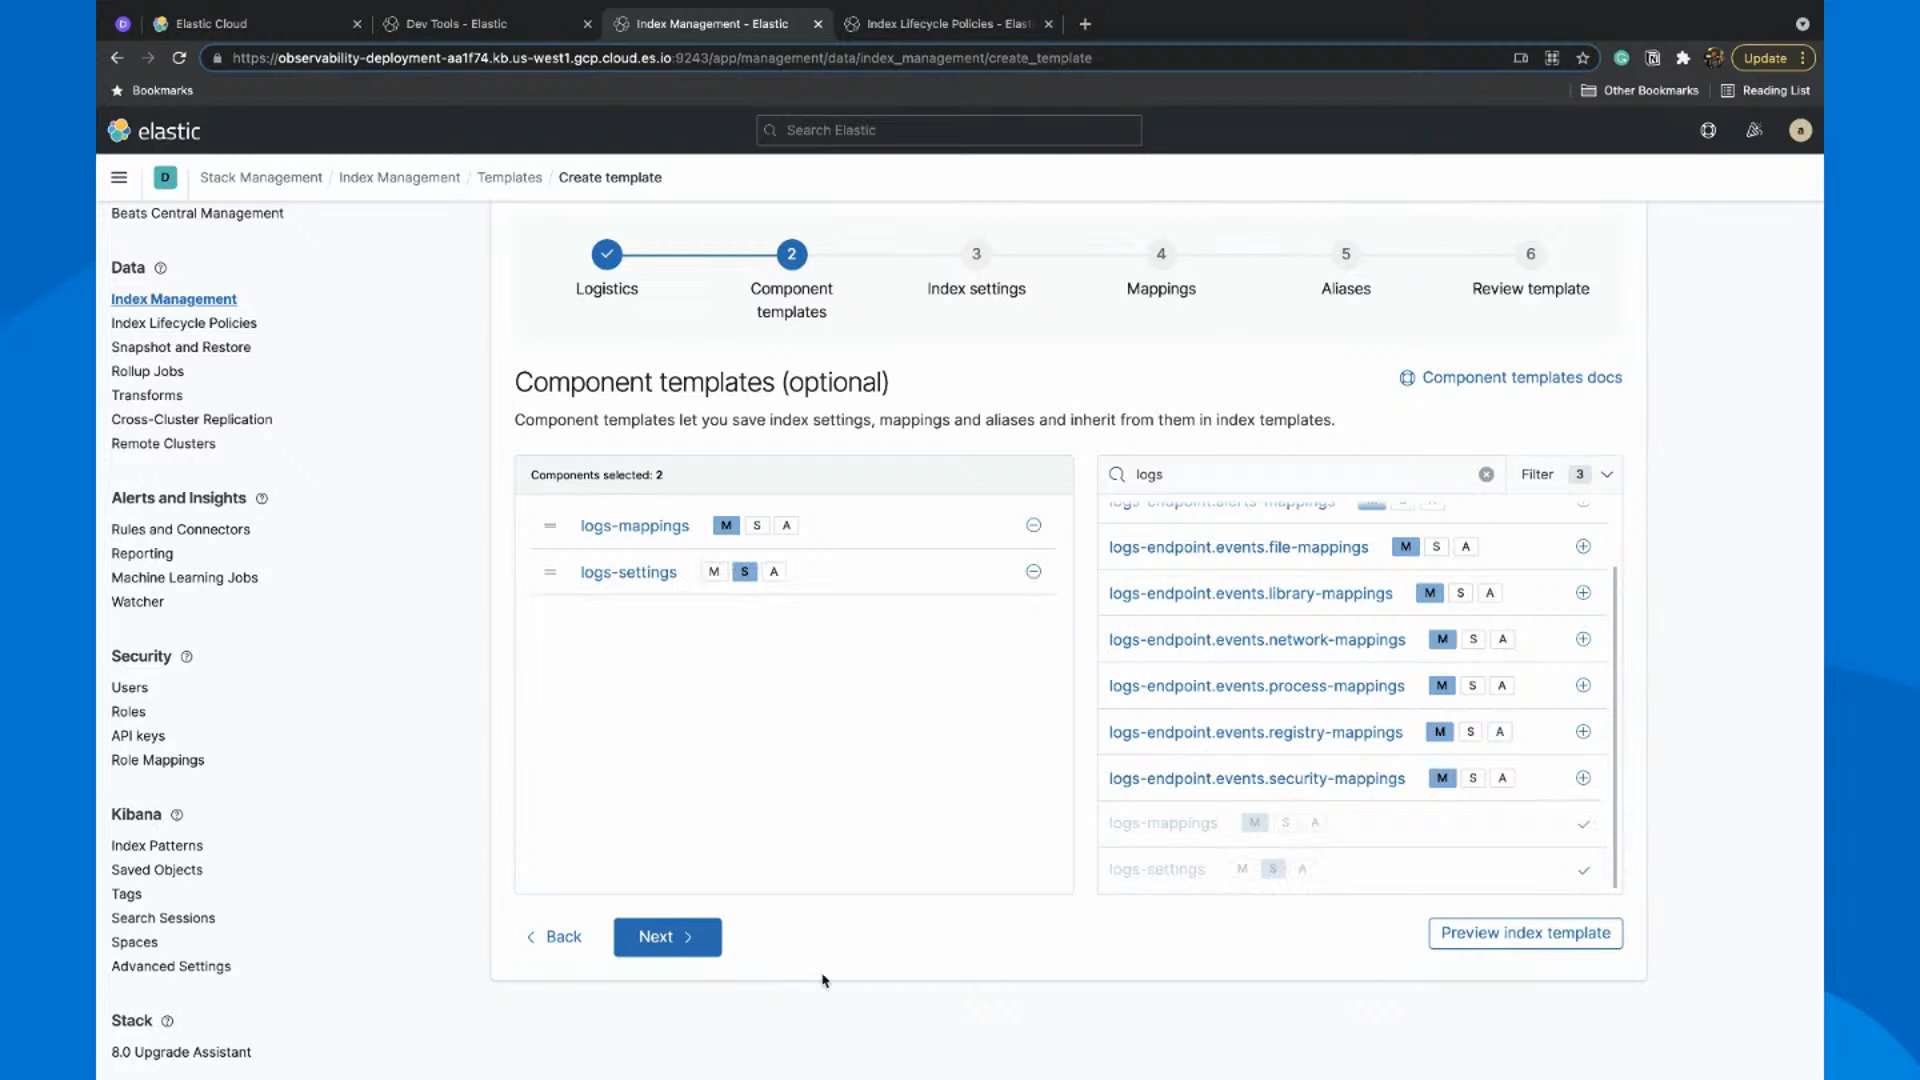 Elastic Cloud
Dev Tools - Elastic
Index Management - Elastic
Index Lifecycle Policies - Elast
https://observability-deployment-aa1f74.kb.us-west1.gcp.cloud.es.io:9243/app/management/data/index_management/create_template
Update
Bookmarks
Other Bookmarks
Reading List
elastic
Search Elastic
a
D
Stack Management / Index Management / Templates / Create template
Beats Central Management
Data
Index Management
Index Lifecycle Policies
Snapshot and Restore
Rollup Jobs
Transforms
Cross-Cluster Replication
Remote Clusters
Alerts and Insights
Rules and Connectors
Reporting
Machine Learning Jobs
Watcher
Security
Users
Roles
API keys
Role Mappings
Kibana
Index Patterns
Saved Objects
Tags
Search Sessions
Spaces
Advanced Settings
Stack
8.0 Upgrade Assistant
2 3 4 5 6
Logistics
Component templates
Index settings
Mappings
Aliases
Review template
Component templates (optional)
Component templates docs
Component templates let you save index settings, mappings and aliases and inherit from them in index templates.
Components selected: 2
logs-mappings M S A
logs-settings M S A
logs
Filter 3
logs-endpoint.alerts-mappings
logs-endpoint.events.file-mappings M S A
logs-endpoint.events.library-mappings M S A
logs-endpoint.events.network-mappings M S A
logs-endpoint.events.process-mappings M S A
logs-endpoint.events.registry-mappings M S A
logs-endpoint.events.security-mappings M S A
logs-mappings M S A
logs-settings M S A
Back
Next
Preview index template